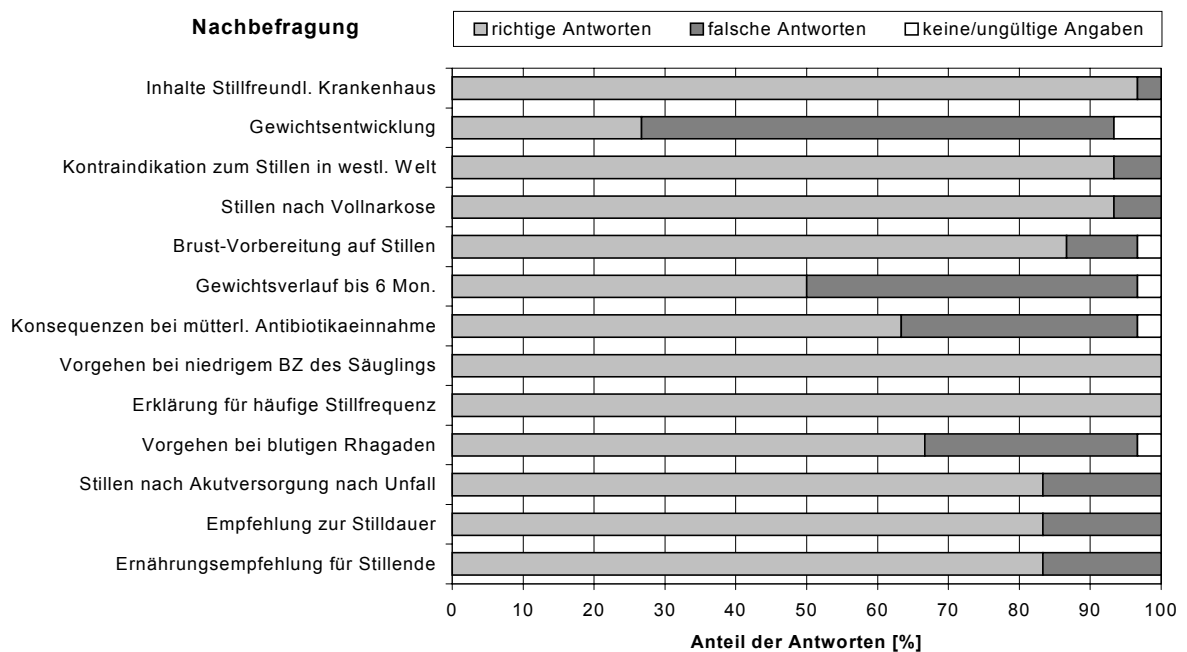 Nachbefragung
richtige Antworten falsche Antworten keine/ungültige Angaben
Inhalte Stillfreundl. Krankenhaus
Gewichtsentwicklung
Kontraindikation zum Stillen in westl. Welt
Stillen nach Vollnarkose
Brust-Vorbereitung auf Stillen
Gewichtsverlauf bis 6 Mon.
Konsequenzen bei mütterl. Antibiotikaeinnahme
Vorgehen bei niedrigem BZ des Säuglings
Erklärung für häufige Stillfrequenz
Vorgehen bei blutigen Rhagaden
Stillen nach Akutversorgung nach Unfall
Empfehlung zur Stilldauer
Ernährungsempfehlung für Stillende
0 10 20 30 40 50 60 70 80 90 100
Anteil der Antworten [%]